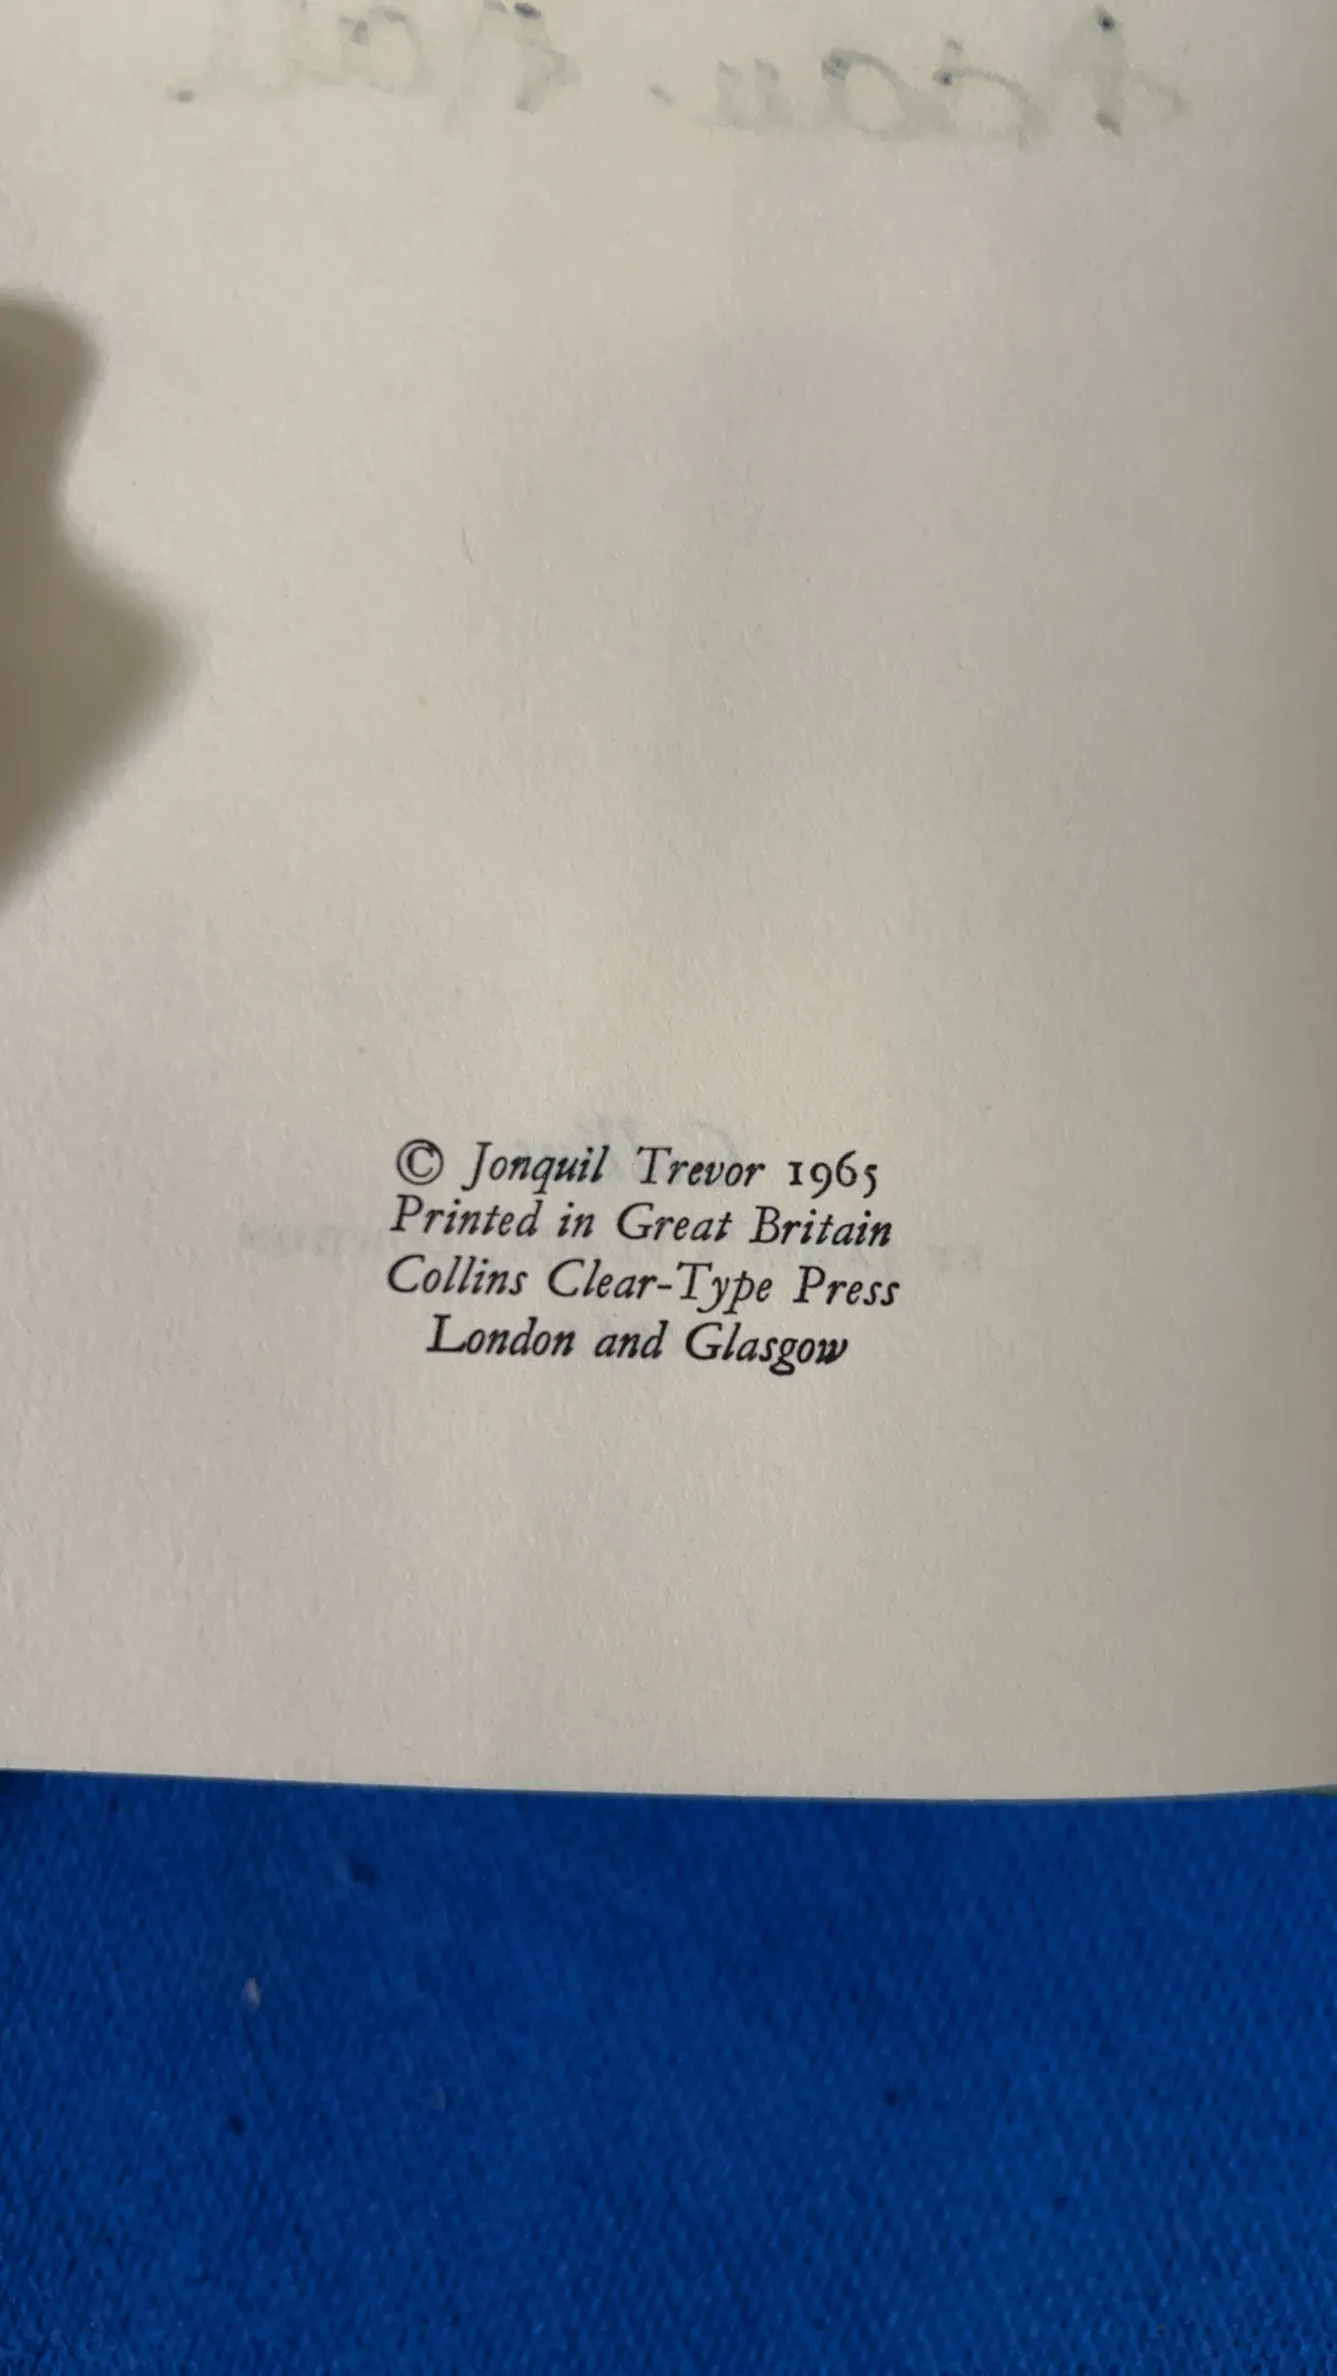 © Jonquil Trevor 1965
Printed in Great Britain
Collins Clear-Type Press
London and Glasgow